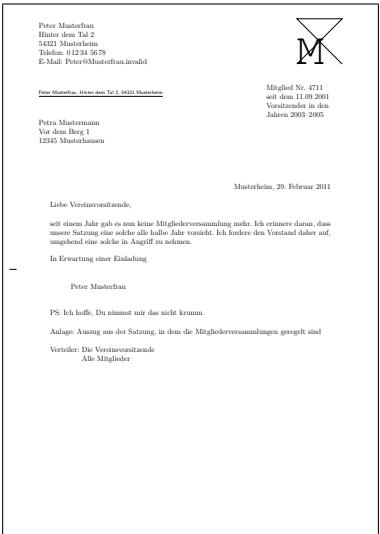 Peter Musterfrau
Hinter dem Tal 2
54321 Musterheim
Telefon: 0 12 34 56 78
E-Mail: Peter@Musterfrau.invalid
M
Peter Musterfrau, Hinter dem Tal 2, 54321 Musterheim
Mitglied Nr. 4711
seit dem 11.09.2001
Vorsitzender in den
Jahren 2003–2005
Petra Mustermann
Vor dem Berg 1
12345 Musterhausen
Musterheim, 29. Februar 2011
Liebe Vereinsvorsitzende,
seit einem Jahr gab es nun keine Mitgliederversammlung mehr. Ich erinnere daran, dass
unsere Satzung eine solche alle halbe Jahr vorsieht. Ich fordere den Vorstand daher auf,
umgehend eine solche in Angriff zu nehmen.
In Erwartung einer Einladung
Peter Musterfrau
PS: Ich hoffe, Du nimmst mir das nicht krumm.
Anlage: Auszug aus der Satzung, in dem die Mitgliederversammlungen geregelt sind
Verteiler: Die Vereinsvorsitzende
Alle Mitglieder